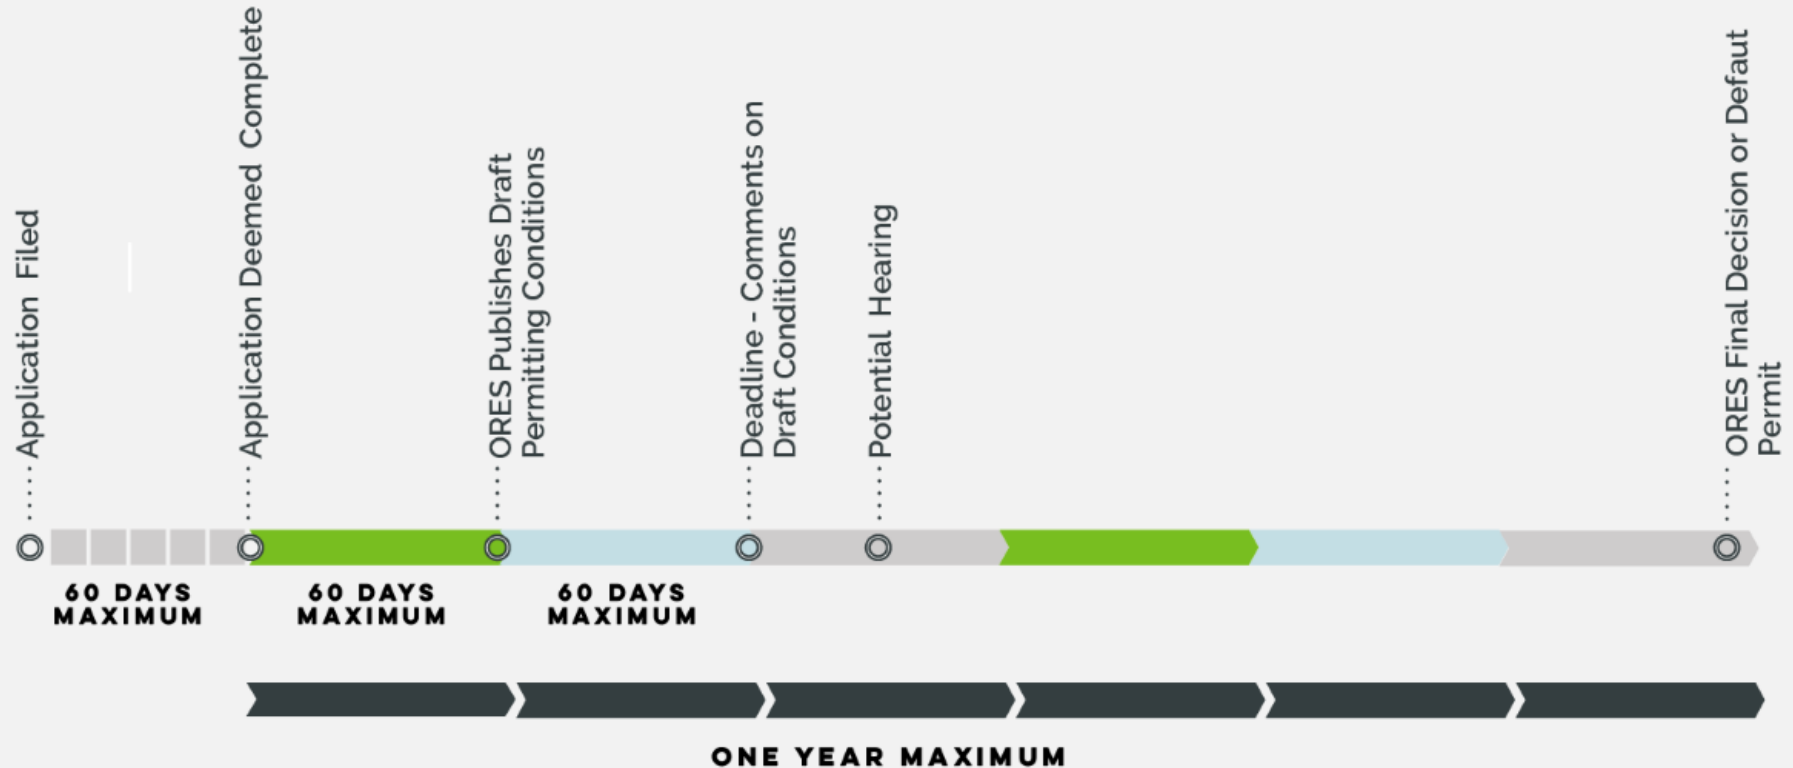 Application Filed
Application Deemed Complete
ORES Publishes Draft
Permitting Conditions
Deadline - Comments on
Draft Conditions
Potential Hearing
ORES Final Decision or Defaut
Permit
60 DAYS
MAXIMUM
60 DAYS
MAXIMUM
60 DAYS
MAXIMUM
ONE YEAR MAXIMUM